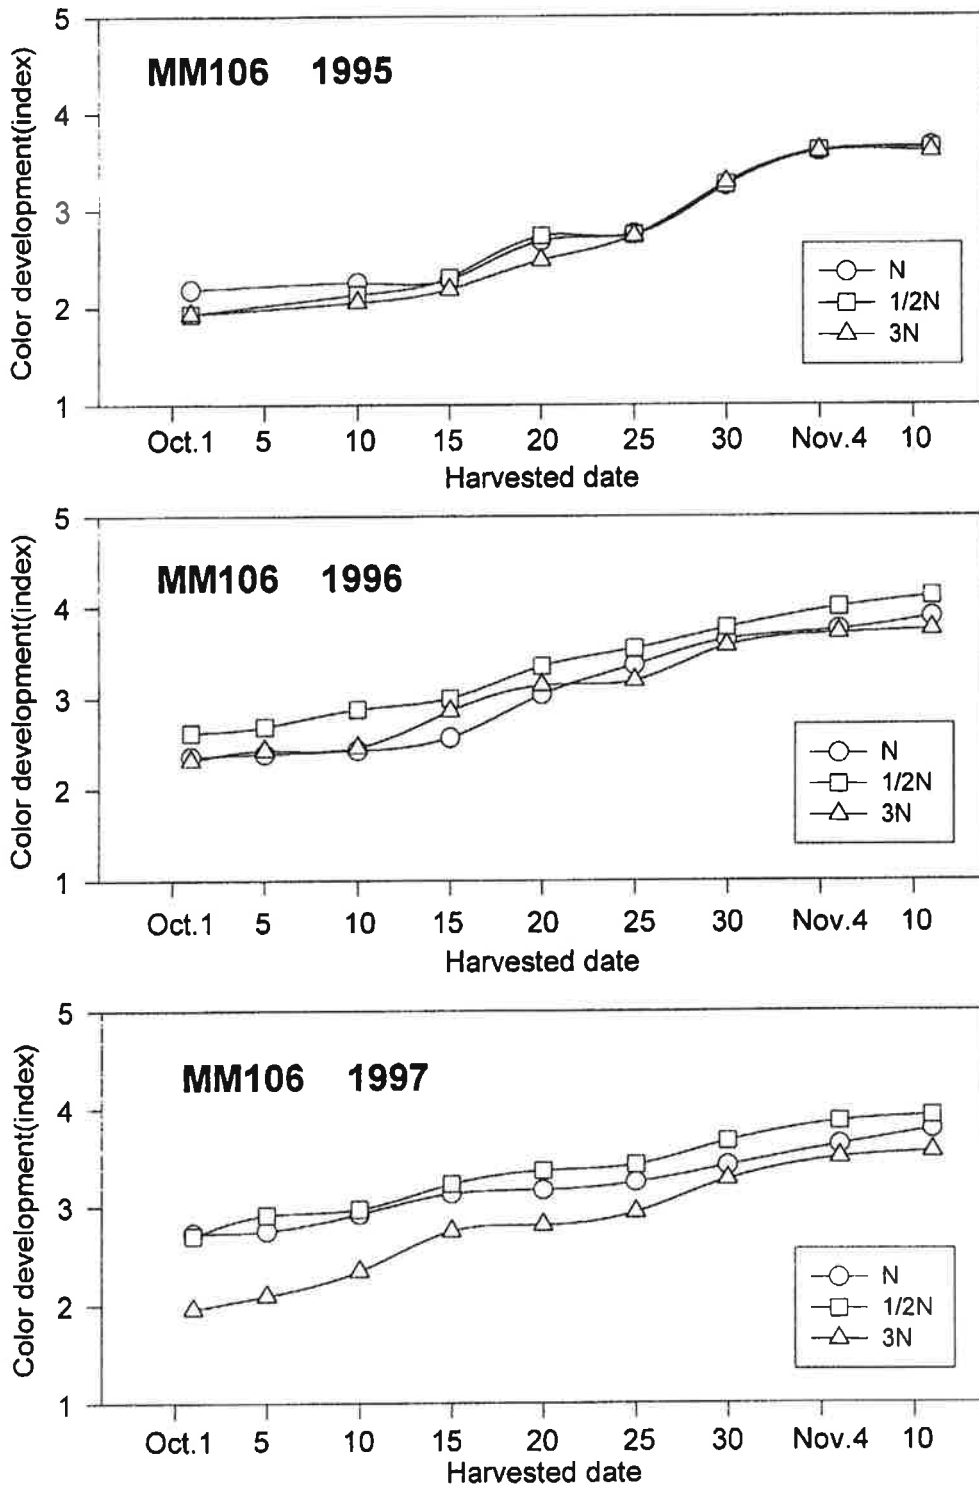 5
MM106 1995
4
3
2
1
Color development(index)
N
1/2N
3N
Oct.1 5 10 15 20 25 30 Nov.4 10
Harvested date
5
MM106 1996
4
3
2
1
Color development(index)
N
1/2N
3N
Oct.1 5 10 15 20 25 30 Nov.4 10
Harvested date
5
MM106 1997
4
3
2
1
Color development(index)
N
1/2N
3N
Oct.1 5 10 15 20 25 30 Nov.4 10
Harvested date